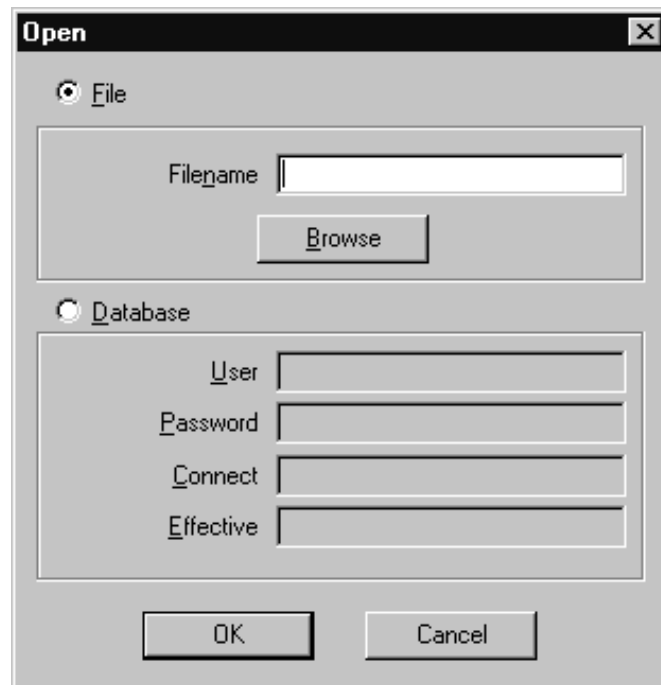 Open
File
Filename
Browse
Database
User
Password
Connect
Effective
OK Cancel